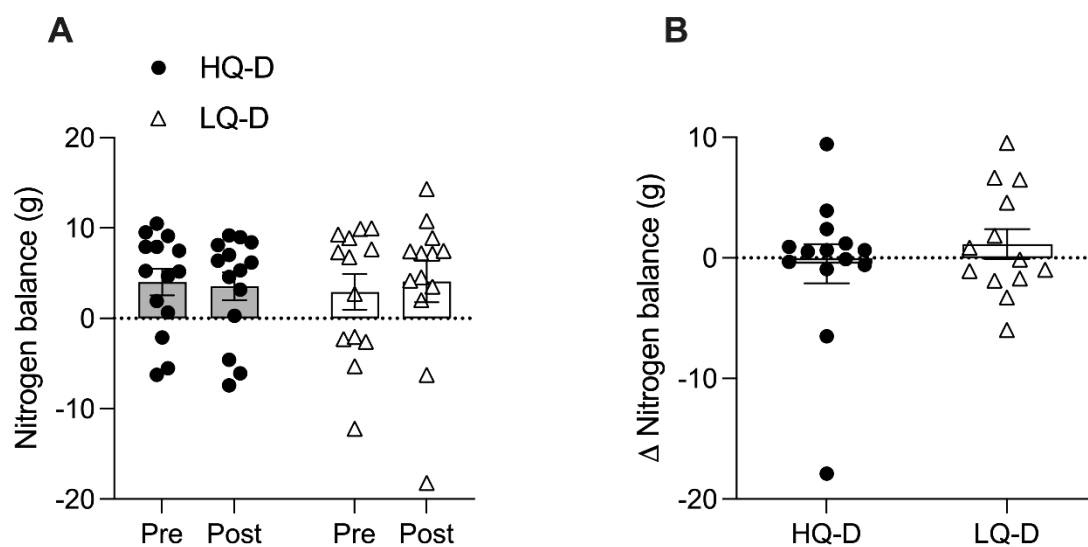 A
HQ-D
LQ-D
Nitrogen balance (g)
20
10
0
-10
-20
Pre Post Pre Post
B
Δ Nitrogen balance (g)
10
0
-10
-20
HQ-D LQ-D